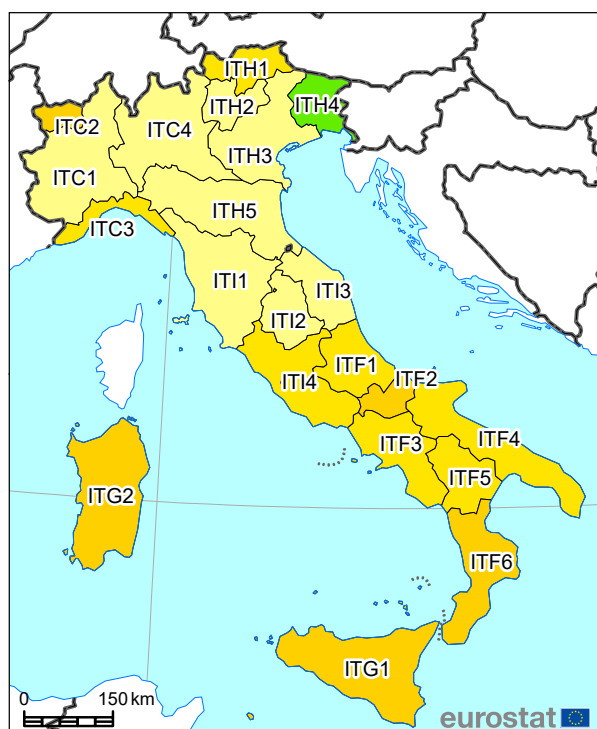 ITH1
ITH4
ITH2
ITC2
ITC4
ITH3
ITC1
ITH5
ITC3
ITI1
ITI3
ITI2
ITF1
ITF2
ITI4
ITF3
ITF4
ITF5
ITG2
ITF6
ITG1
0 150 km
eurostat